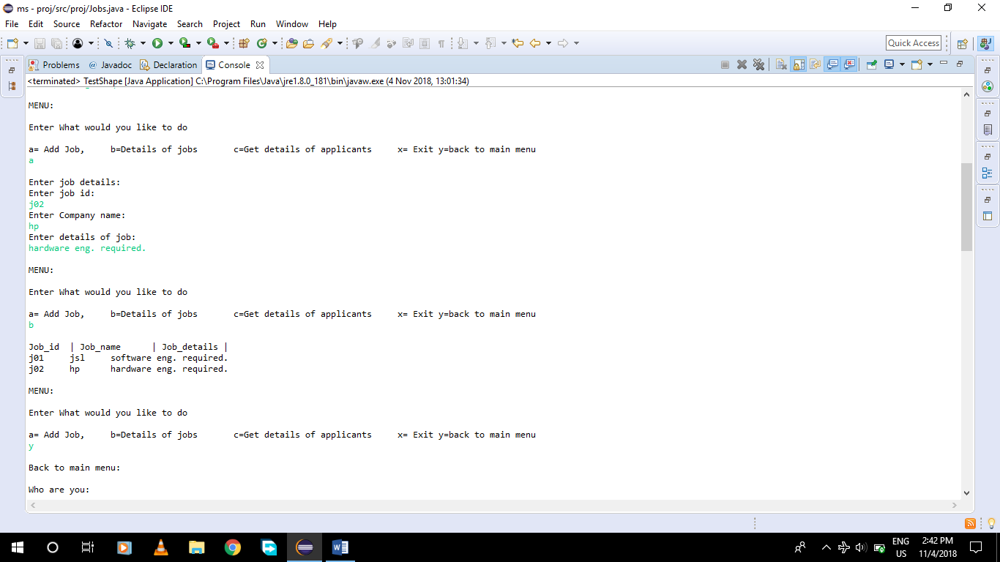 ms - proj/src/proj/Jobs.java - Eclipse IDE
File Edit Source Refactor Navigate Search Project Run Window Help
Quick Access
Problems @ Javadoc Declaration Console
<terminated> TestShape [Java Application] C:\Program Files\Java\jre1.8.0_181\bin\javaw.exe (4 Nov 2018, 13:01:34)
MENU:
Enter What would you like to do
a= Add Job, b=Details of jobs c=Get details of applicants x= Exit y=back to main menu
a
Enter job details:
Enter job id:
j02
Enter Company name:
hp
Enter details of job:
hardware eng. required.
MENU:
Enter What would you like to do
a= Add Job, b=Details of jobs c=Get details of applicants x= Exit y=back to main menu
b
Job_id | Job_name | Job_details |
j01 jsl software eng. required.
j02 hp hardware eng. required.
MENU:
Enter What would you like to do
a= Add Job, b=Details of jobs c=Get details of applicants x= Exit y=back to main menu
y
Back to main menu:
Who are you:
ENG 2:42 PM
US 11/4/2018